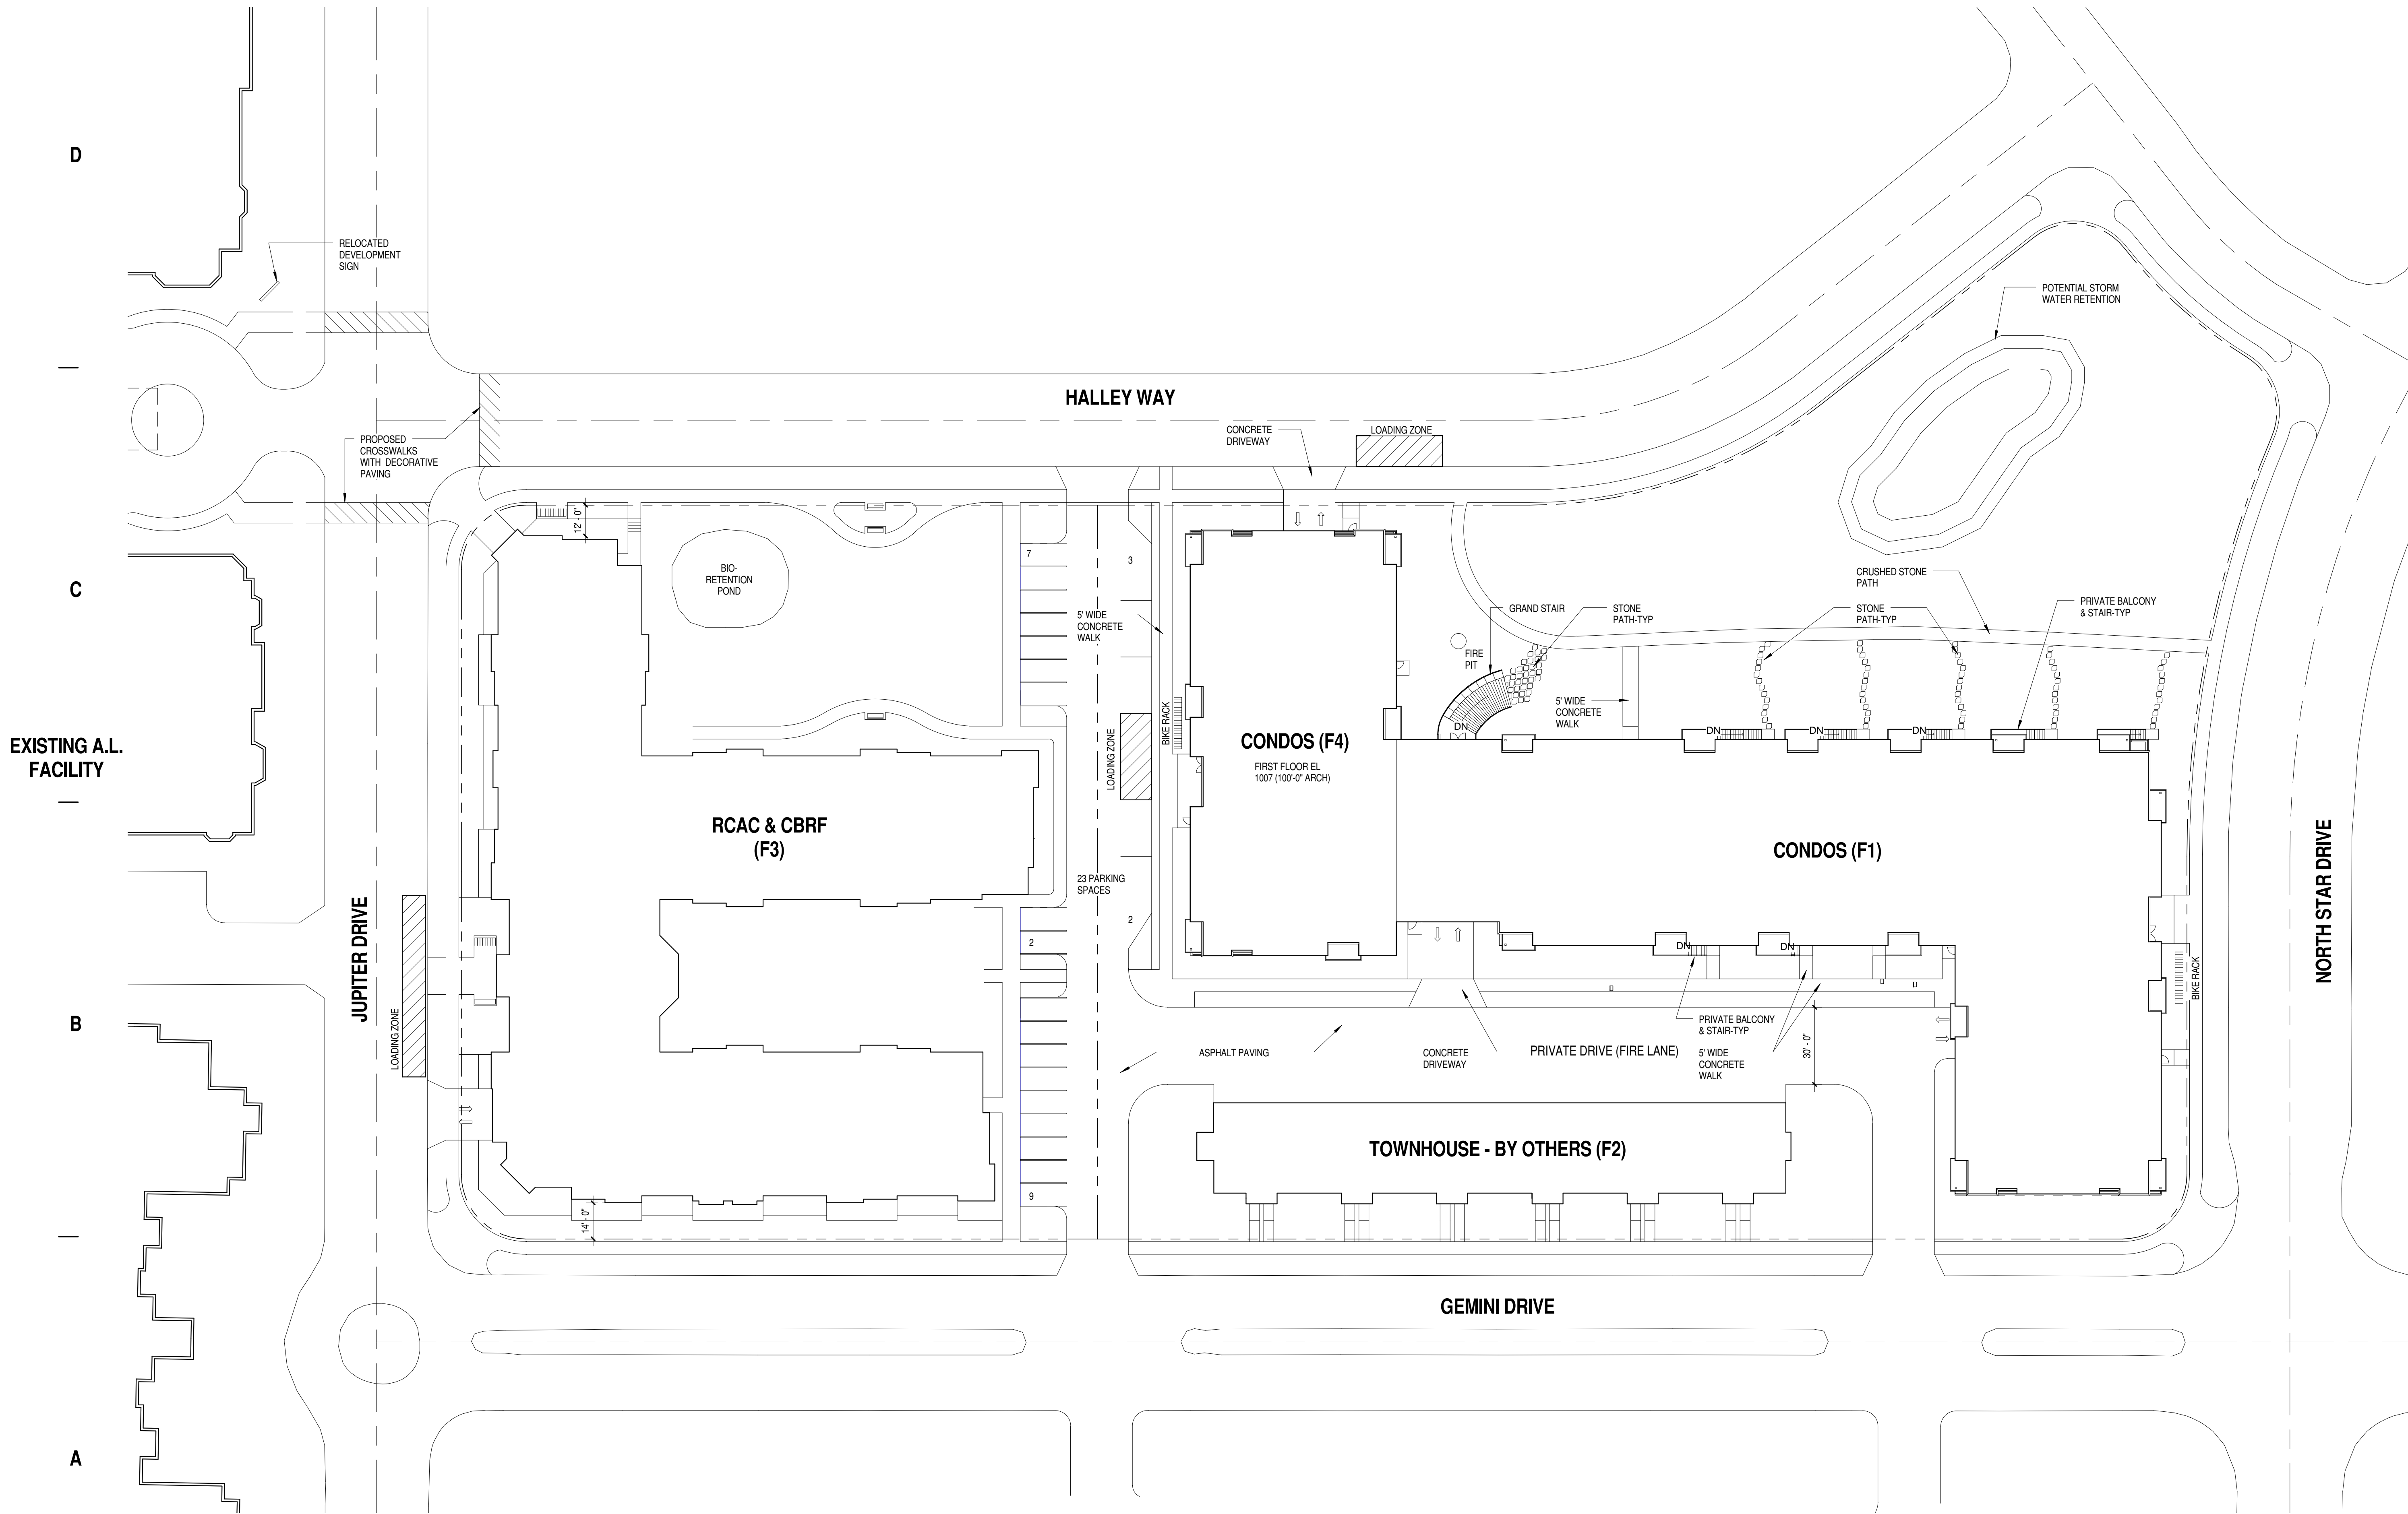 D
RELOCATED
DEVELOPMENT
SIGN
POTENTIAL STORM
WATER RETENTION
HALLEY WAY
PROPOSED
CROSSWALKS
WITH DECORATIVE
PAVING
CONCRETE
DRIVEWAY
LOADING ZONE
12' - 0"
C
BIO-
RETENTION
POND
7
3
5' WIDE
CONCRETE
WALK
GRAND STAIR
STONE
PATH-TYP
CRUSHED STONE
PATH
STONE
PATH-TYP
PRIVATE BALCONY
& STAIR-TYP
FIRE
PIT
5' WIDE
CONCRETE
WALK
DN
DN
DN
DN
BIKE RACK
LOADING ZONE
EXISTING A.L.
FACILITY
CONDOS (F4)
FIRST FLOOR EL
1007 (100'-0" ARCH)
RCAC & CBRF
(F3)
CONDOS (F1)
NORTH STAR DRIVE
23 PARKING
SPACES
2
2
JUPITER DRIVE
LOADING ZONE
DN
DN
BIKE RACK
B
PRIVATE BALCONY
& STAIR-TYP
ASPHALT PAVING
CONCRETE
DRIVEWAY
PRIVATE DRIVE (FIRE LANE)
5' WIDE
CONCRETE
WALK
30' - 0"
TOWNHOUSE - BY OTHERS (F2)
9
14' - 0"
GEMINI DRIVE
A